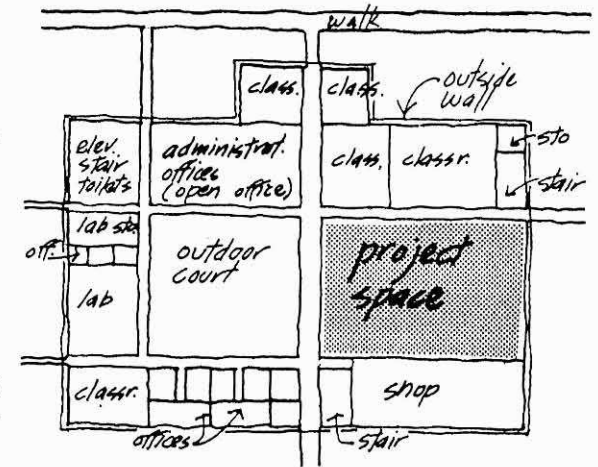 walk
class.
class.
outside
wall
elev.
stair
toilets
administrat.
offices
(open office)
class.
classr.
sto
stair
lab sto.
off.
outdoor
court
project
space
lab
classr.
shop
offices
stair